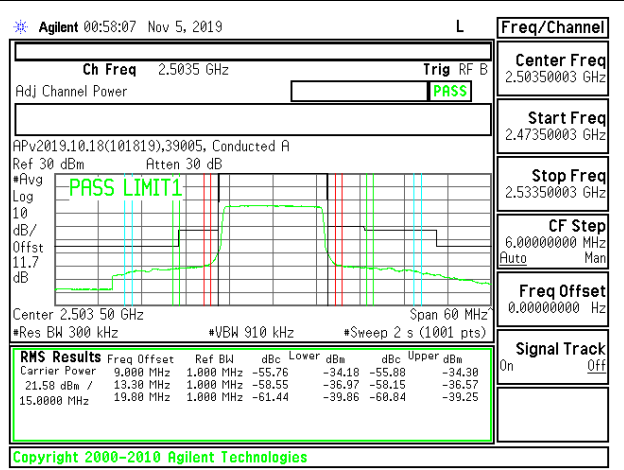 Agilent 00:58:07 Nov 5, 2019 L
Freq/Channel
Ch Freq 2.5035 GHz Trig RF B
Adj Channel Power PASS
Center Freq
2.50350003 GHz
Start Freq
2.47350003 GHz
Stop Freq
2.53350003 GHz
CF Step
6.00000000 MHz
Auto Man
Freq Offset
0.00000000 Hz
Signal Track
On Off
APv2019.10.18(101819),39005, Conducted A
Ref 30 dBm Atten 30 dB
#Avg
Log
10
dB/
Offst
11.7
dB
PASS LIMIT1
Center 2.503 50 GHz Span 60 MHz^
#Res BW 300 kHz #VBW 910 kHz #Sweep 2 s (1001 pts)
RMS Results Freq Offset Ref BW dBc Lower dBm dBc Upper dBm
Carrier Power 9.000 MHz 1.000 MHz -55.76 -34.18 -55.88 -34.30
21.58 dBm / 13.30 MHz 1.000 MHz -58.55 -36.97 -58.15 -36.57
15.0000 MHz 19.80 MHz 1.000 MHz -61.44 -39.86 -60.84 -39.25
Copyright 2000-2010 Agilent Technologies